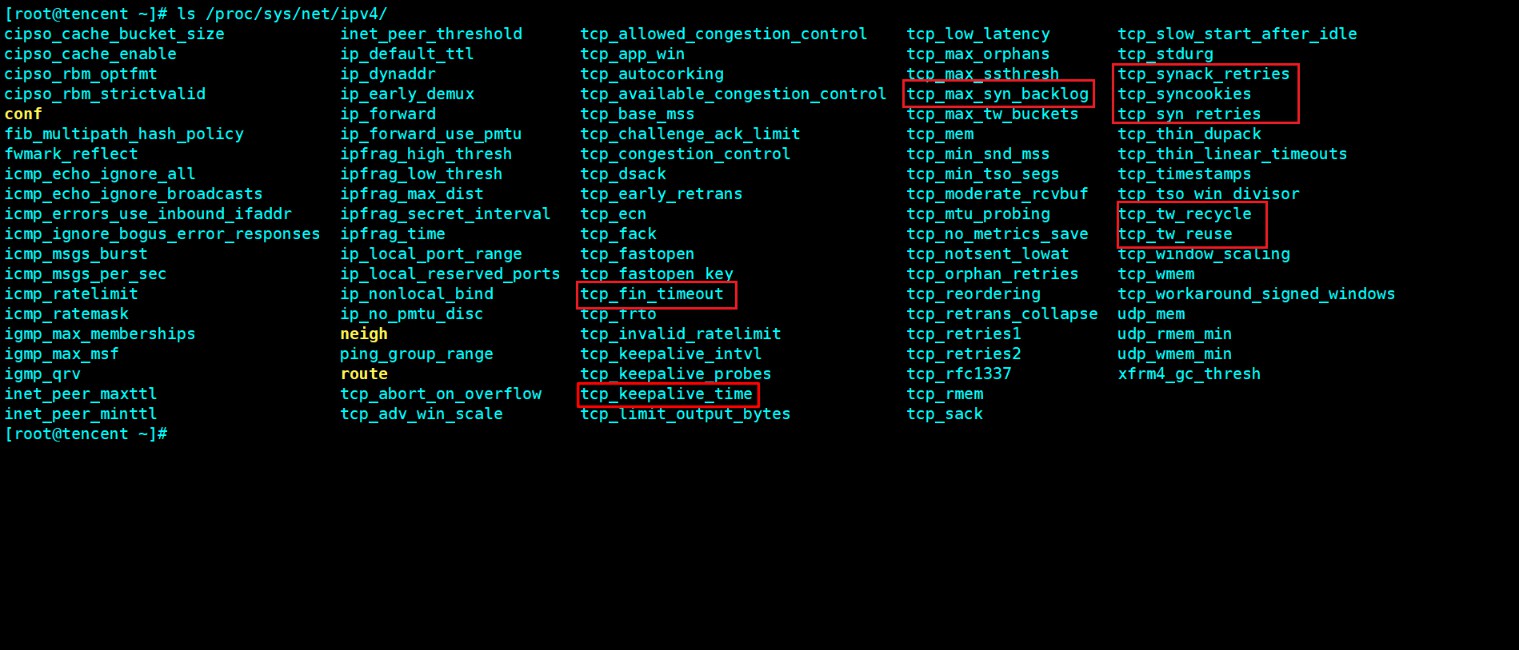 [root@tencent ~]# ls /proc/sys/net/ipv4/
cipso_cache_bucket_size inet_peer_threshold tcp_allowed_congestion_control tcp_low_latency tcp_slow_start_after_idle
cipso_cache_enable ip_default_ttl tcp_app_win tcp_max_orphans tcp_stdurg
cipso_rbm_optfmt ip_dynaddr tcp_autocorking tcp_max_ssthresh tcp_synack_retries
cipso_rbm_strictvalid ip_early_demux tcp_available_congestion_control tcp_max_syn_backlog tcp_syncookies
conf ip_forward tcp_base_mss tcp_max_tw_buckets tcp_syn_retries
fib_multipath_hash_policy ip_forward_use_pmtu tcp_challenge_ack_limit tcp_mem tcp_thin_dupack
fwmark_reflect ipfrag_high_thresh tcp_congestion_control tcp_min_snd_mss tcp_thin_linear_timeouts
icmp_echo_ignore_all ipfrag_low_thresh tcp_dsack tcp_min_tso_segs tcp_timestamps
icmp_echo_ignore_broadcasts ipfrag_max_dist tcp_early_retrans tcp_moderate_rcvbuf tcp_tso_win_divisor
icmp_errors_use_inbound_ifaddr ipfrag_secret_interval tcp_ecn tcp_mtu_probing tcp_tw_recycle
icmp_ignore_bogus_error_responses ipfrag_time tcp_fack tcp_no_metrics_save tcp_tw_reuse
icmp_msgs_burst ip_local_port_range tcp_fastopen tcp_notsent_lowat tcp_window_scaling
icmp_msgs_per_sec ip_local_reserved_ports tcp_fastopen_key tcp_orphan_retries tcp_wmem
icmp_ratelimit ip_nonlocal_bind tcp_fin_timeout tcp_reordering tcp_workaround_signed_windows
icmp_ratemask ip_no_pmtu_disc tcp_frto tcp_retrans_collapse udp_mem
igmp_max_memberships neigh tcp_invalid_ratelimit tcp_retries1 udp_rmem_min
igmp_max_msf ping_group_range tcp_keepalive_intvl tcp_retries2 udp_wmem_min
igmp_qrv route tcp_keepalive_probes tcp_rfc1337 xfrm4_gc_thresh
inet_peer_maxttl tcp_abort_on_overflow tcp_keepalive_time tcp_rmem
inet_peer_minttl tcp_adv_win_scale tcp_limit_output_bytes tcp_sack
[root@tencent ~]#